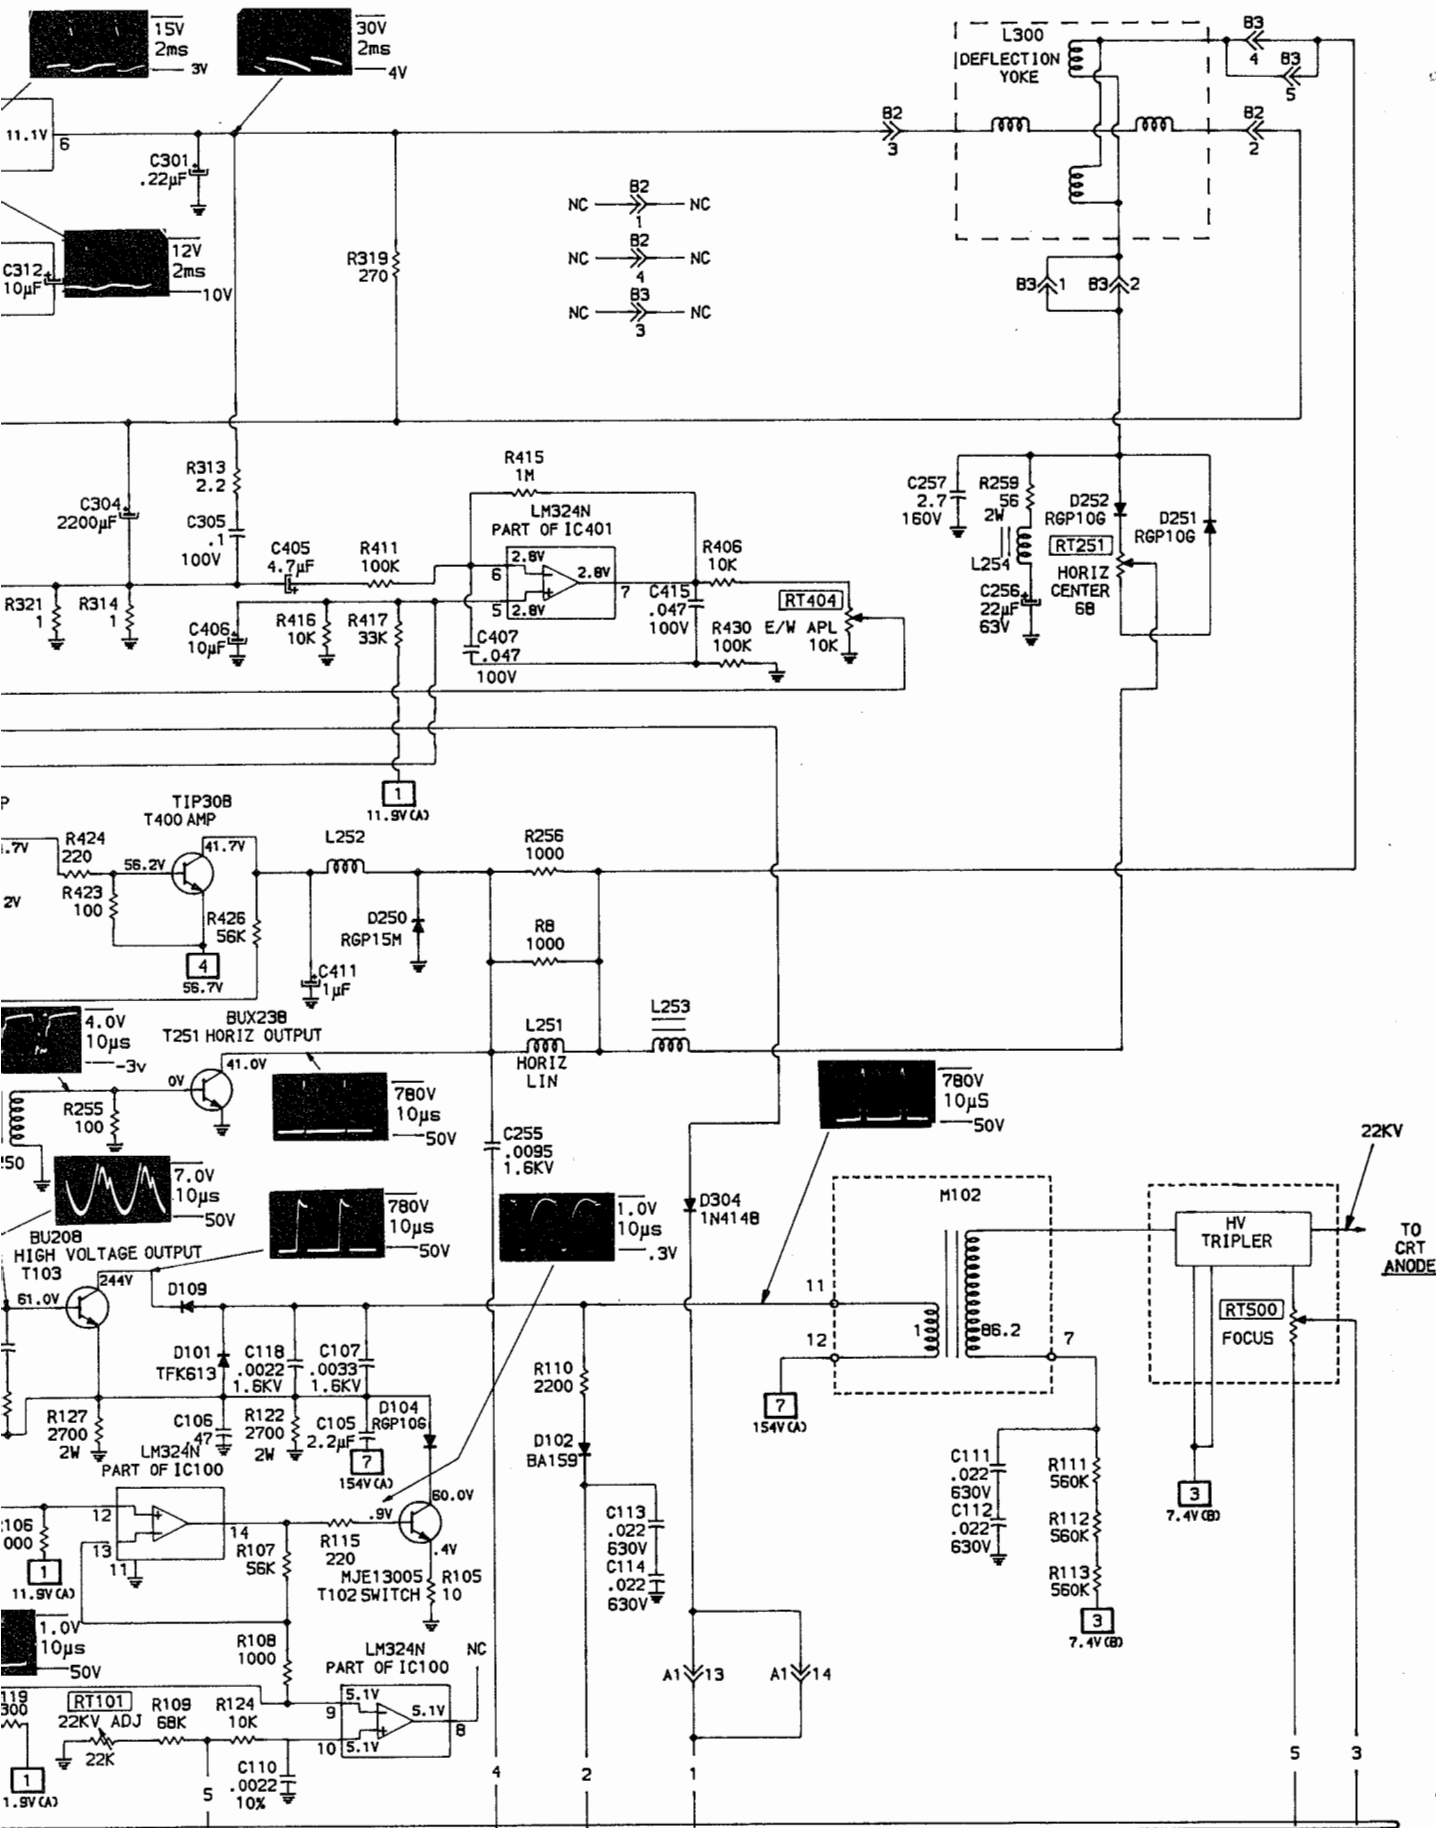 15V
2ms
3V
30V
2ms
4V
11.1V
6
C301
.22µF
12V
2ms
10V
C312
10µF
R319
270
NC
B2
1
NC
NC
B2
4
NC
NC
B3
3
NC
B2
3
L300
DEFLECTION
YOKE
B3
4
B3
5
B2
2
B3
1
B3
2
R313
2.2
C304
2200µF
C305
.1
100V
R321
1
R314
1
C405
4.7µF
R411
100K
C406
10µF
R416
10K
R417
33K
R415
1M
LM324N
PART OF IC401
2.8V
6
2.8V
7
5
2.8V
C407
.047
100V
R406
10K
C415
.047
100V
R430
100K
RT404
E/W APL
10K
C257
2.7
160V
R259
56
2W
L254
C256
22µF
63V
D252
RGP10G
RT251
HORIZ
CENTER
68
D251
RGP10G
1
11.9V(A)
P
TIP30B
T400 AMP
41.7V
.7V
R424
220
56.2V
2V
R423
100
R426
56K
4
56.7V
L252
C411
1µF
D250
RGP15M
R256
1000
R8
1000
L251
HORIZ
LIN
L253
4.0V
10µs
-3v
BUX23B
T251 HORIZ OUTPUT
41.0V
0V
R255
100
250
780V
10µs
50V
C255
.0095
1.6KV
780V
10µS
50V
7.0V
10µs
50V
780V
10µs
50V
1.0V
10µs
.3V
BU208
HIGH VOLTAGE OUTPUT
T103
244V
61.0V
D109
D101
TFK613
C118
.0022
1.6KV
C107
.0033
1.6KV
R127
2700
2W
C106
.47
R122
2700
2W
C105
2.2µF
7
154V(A)
D104
RGP10G
D304
1N4148
R110
2200
D102
BA159
C113
.022
630V
C114
.022
630V
M102
11
12
1
86.2
7
7
154V(A)
HV
TRIPLER
22KV
TO
CRT
ANODE
RT500
FOCUS
3
7.4V(B)
C111
.022
630V
C112
.022
630V
R111
560K
R112
560K
R113
560K
3
7.4V(B)
LM324N
PART OF IC100
12
13
11
14
106
000
1
11.9V(A)
R107
56K
R115
220
.9V
60.0V
.4V
MJE13005
T102 SWITCH
R105
10
1.0V
10µs
50V
R108
1000
LM324N
PART OF IC100
NC
5.1V
9
5.1V
8
10
5.1V
119
300
1
1.9V(A)
RT101
22KV ADJ
22K
R109
68K
R124
10K
C110
.0022
10%
A1
13
A1
14
5
4
2
1
5
3